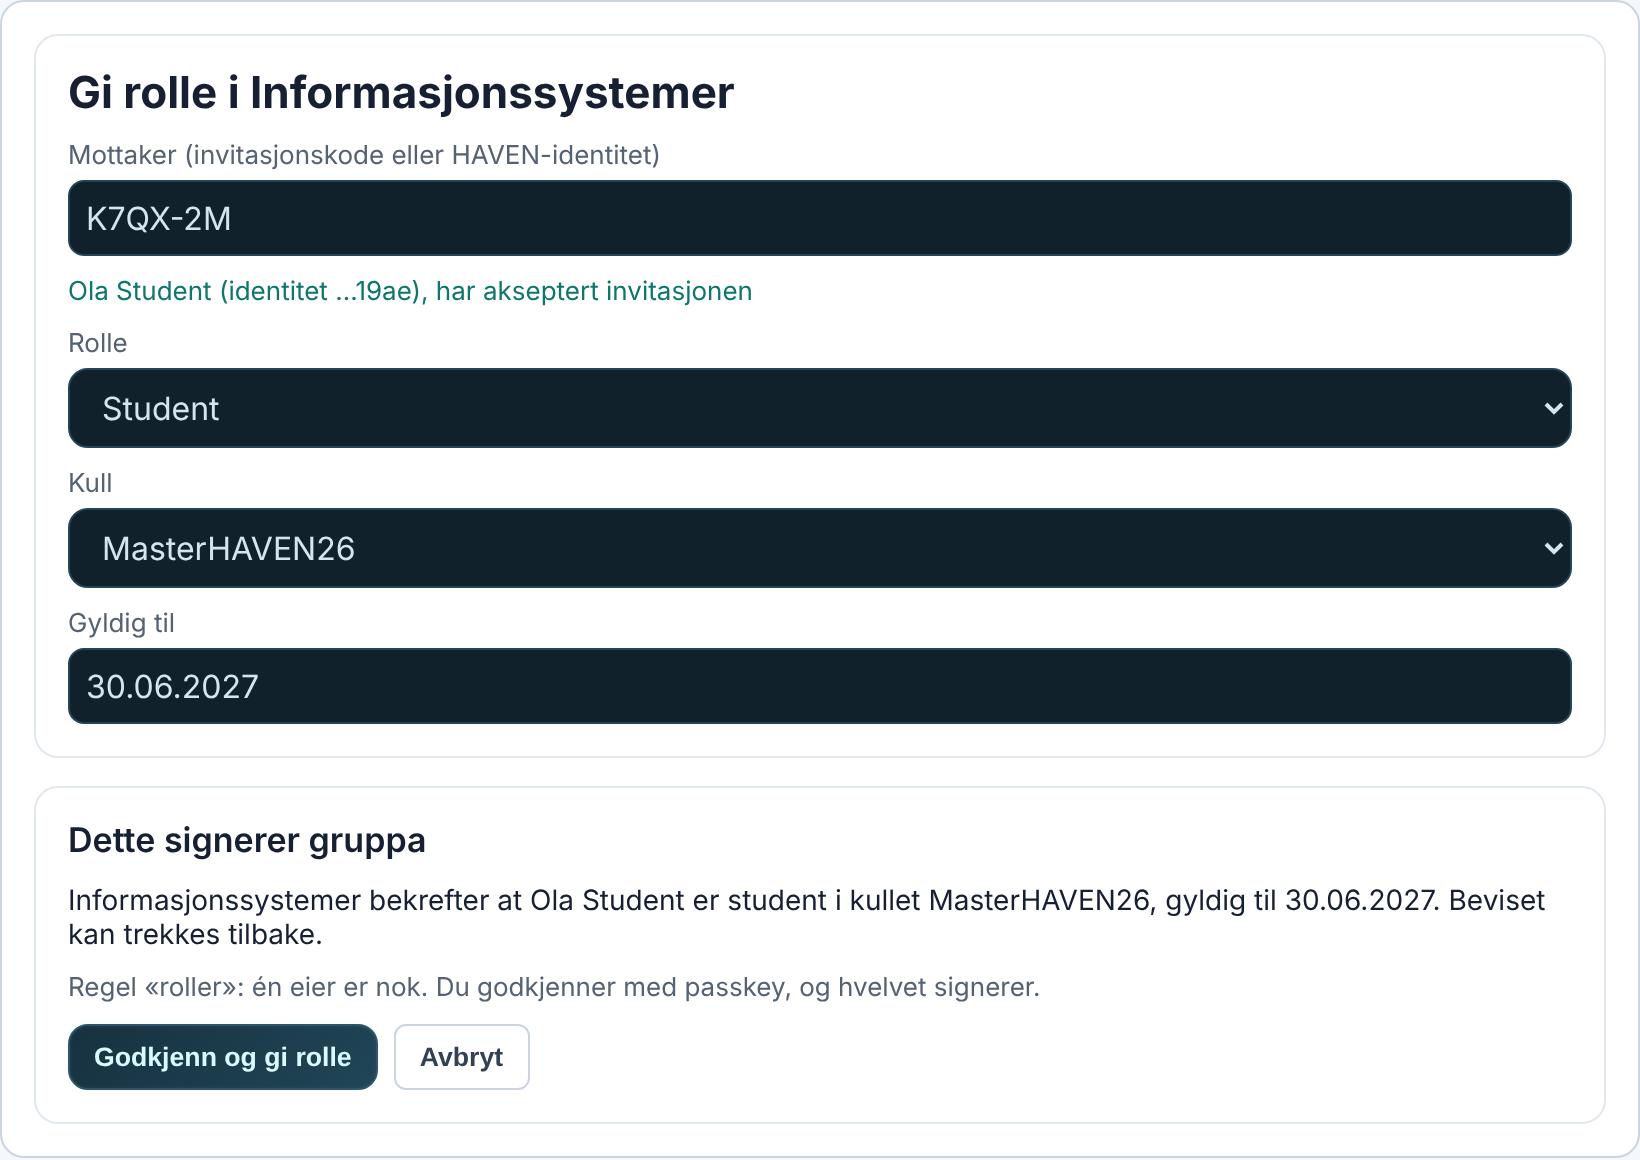 Gi rolle i Informasjonssystemer
Mottaker (invitasjonskode eller HAVEN-identitet)
K7QX-2M
Ola Student (identitet …19ae), har akseptert invitasjonen
Rolle
Student
Kull
MasterHAVEN26
Gyldig til
30.06.2027
Dette signerer gruppa
Informasjonssystemer bekrefter at Ola Student er student i kullet MasterHAVEN26, gyldig til 30.06.2027. Beviset
kan trekkes tilbake.
Regel «roller»: én eier er nok. Du godkjenner med passkey, og hvelvet signerer.
Godkjenn og gi rolle
Avbryt